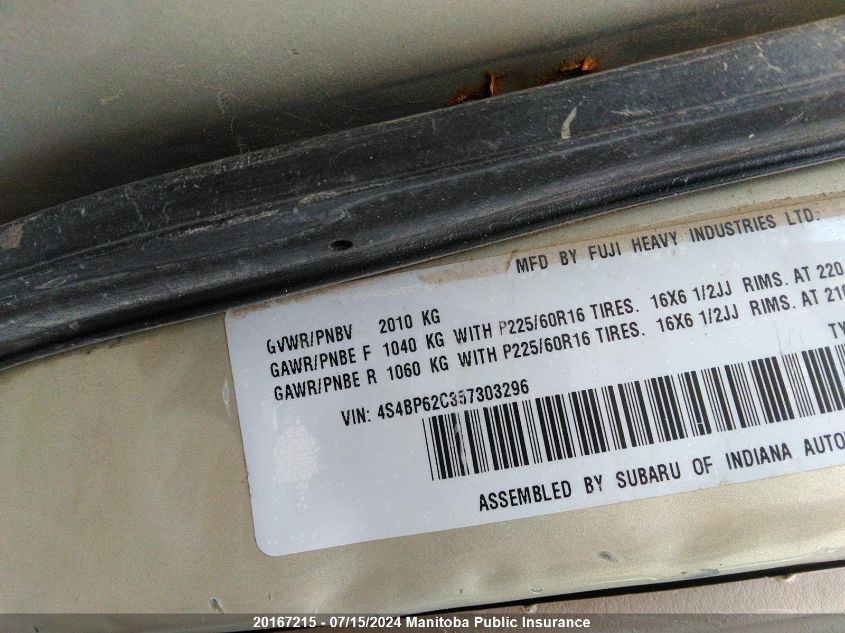 MFD BY FUJI HEAVY INDUSTRIES LTD.
GVWR/PNBV 2010 KG
GAWR/PNBE F 1040 KG WITH P225/60R16 TIRES. 16X6 1/2JJ RIMS. AT 220
GAWR/PNBE R 1060 KG WITH P225/60R16 TIRES. 16X6 1/2JJ RIMS. AT 210
TY
VIN: 4S4BP62C357303296
ASSEMBLED BY SUBARU OF INDIANA AUTO
20167215 - 07/15/2024 Manitoba Public Insurance